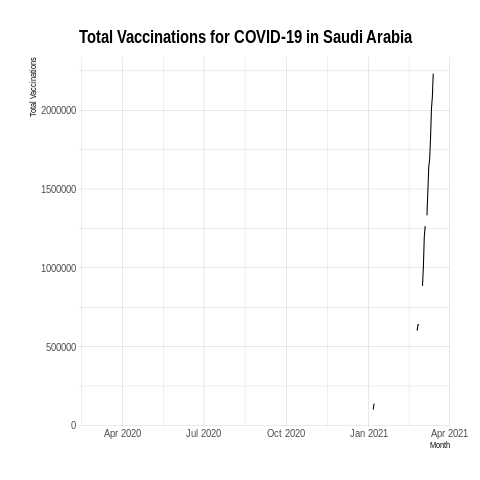 Total Vaccinations for COVID-19 in Saudi Arabia
Total Vaccinations
2000000
1500000
1000000
500000
0
Apr 2020 Jul 2020 Oct 2020 Jan 2021 Apr 2021
Month